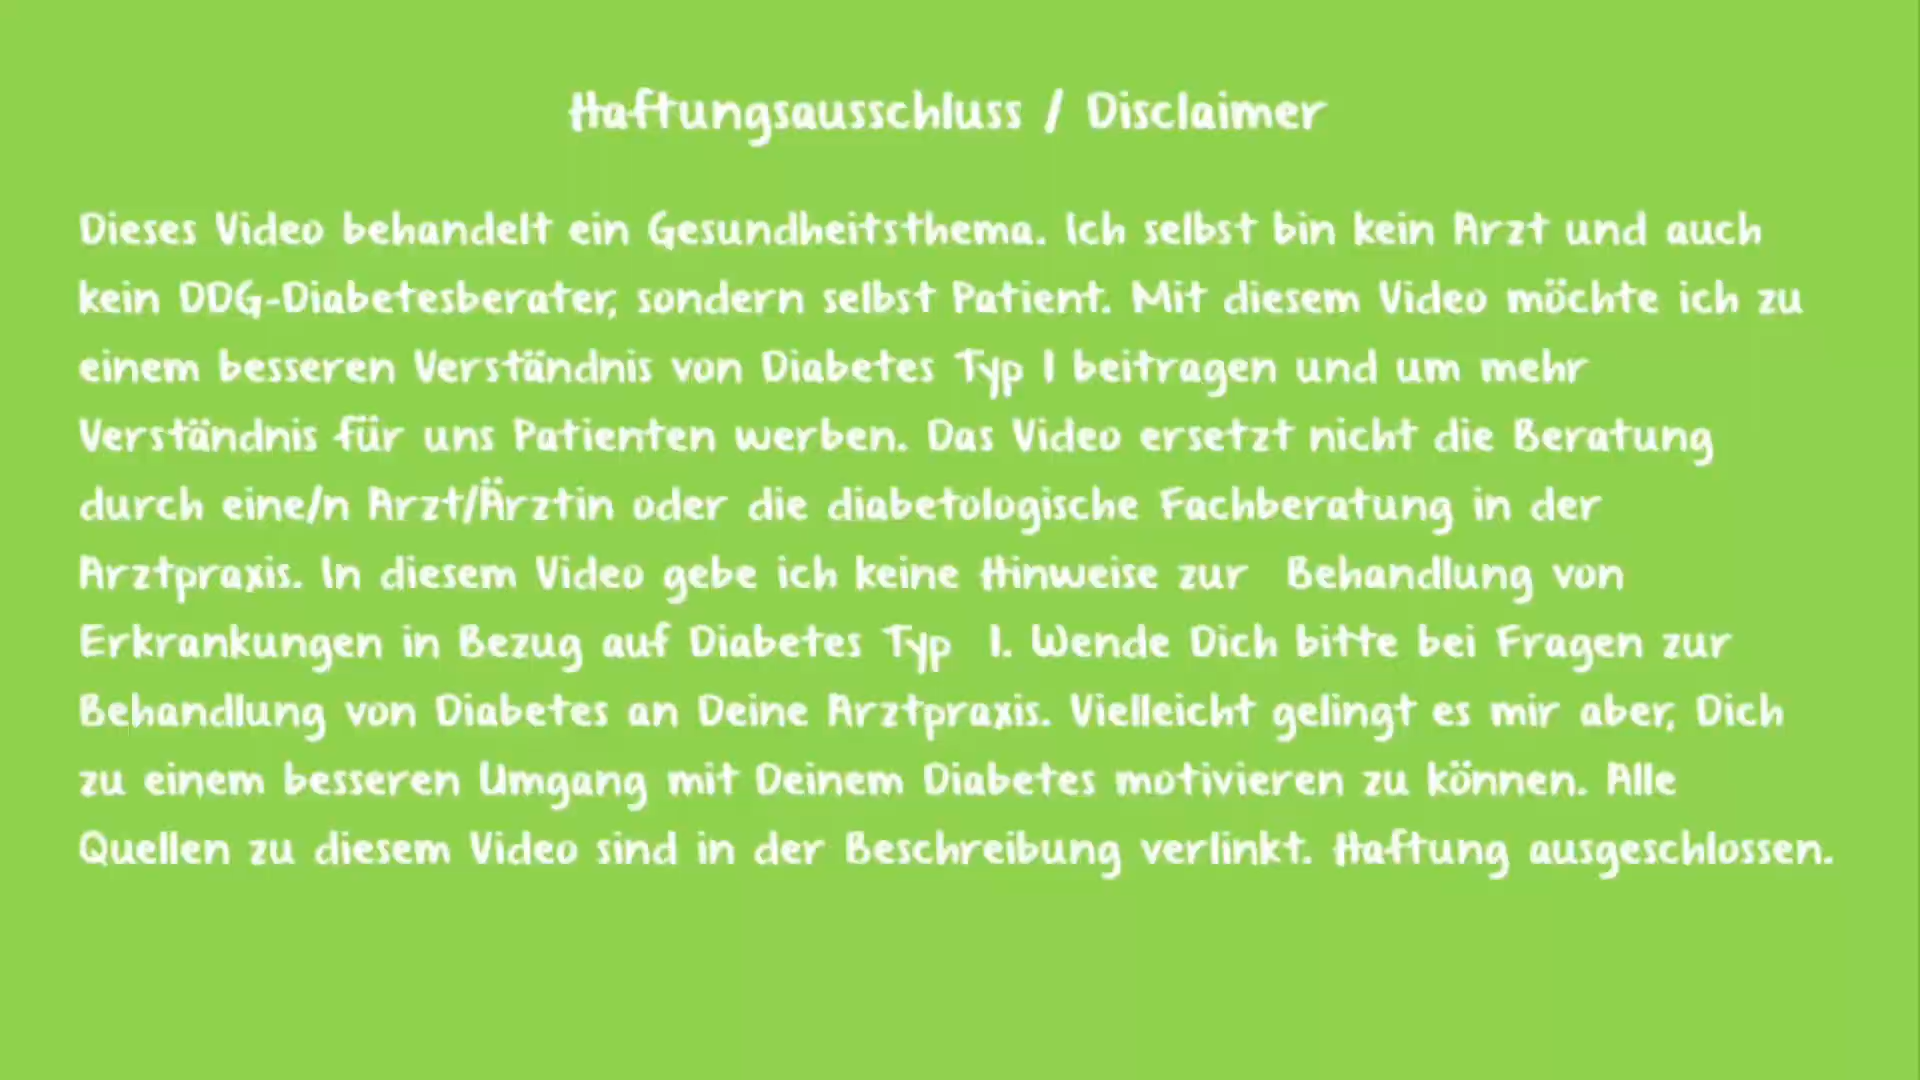 Haftungsausschluss / Disclaimer
Dieses Video behandelt ein Gesundheitsthema. Ich selbst bin kein Arzt und auch
kein DDG-Diabetesberater, sondern selbst Patient. Mit diesem Video möchte ich zu
einem besseren Verständnis von Diabetes Typ 1 beitragen und um mehr
Verständnis für uns Patienten werben. Das Video ersetzt nicht die Beratung
durch eine/n Arzt/Ärztin oder die diabetologische Fachberatung in der
Arztpraxis. In diesem Video gebe ich keine Hinweise zur Behandlung von
Erkrankungen in Bezug auf Diabetes Typ 1. Wende Dich bitte bei Fragen zur
Behandlung von Diabetes an Deine Arztpraxis. Vielleicht gelingt es mir aber, Dich
zu einem besseren Umgang mit Deinem Diabetes motivieren zu können. Alle
Quellen zu diesem Video sind in der Beschreibung verlinkt. Haftung ausgeschlossen.